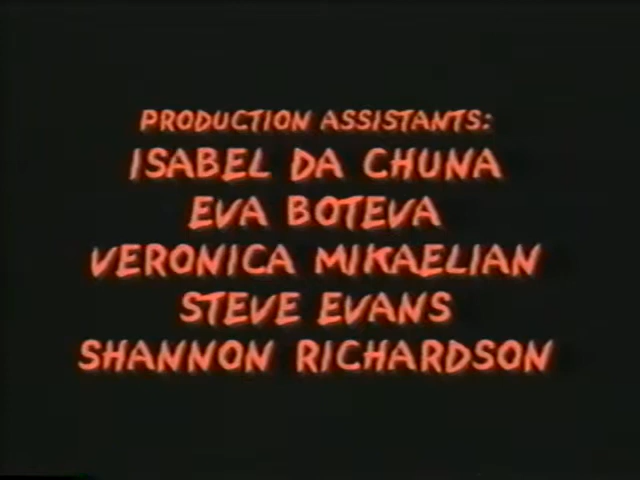 PRODUCTION ASSISTANTS:
ISABEL DA CHUNA
EVA BOTEVA
VERONICA MIKAELIAN
STEVE EVANS
SHANNON RICHARDSON